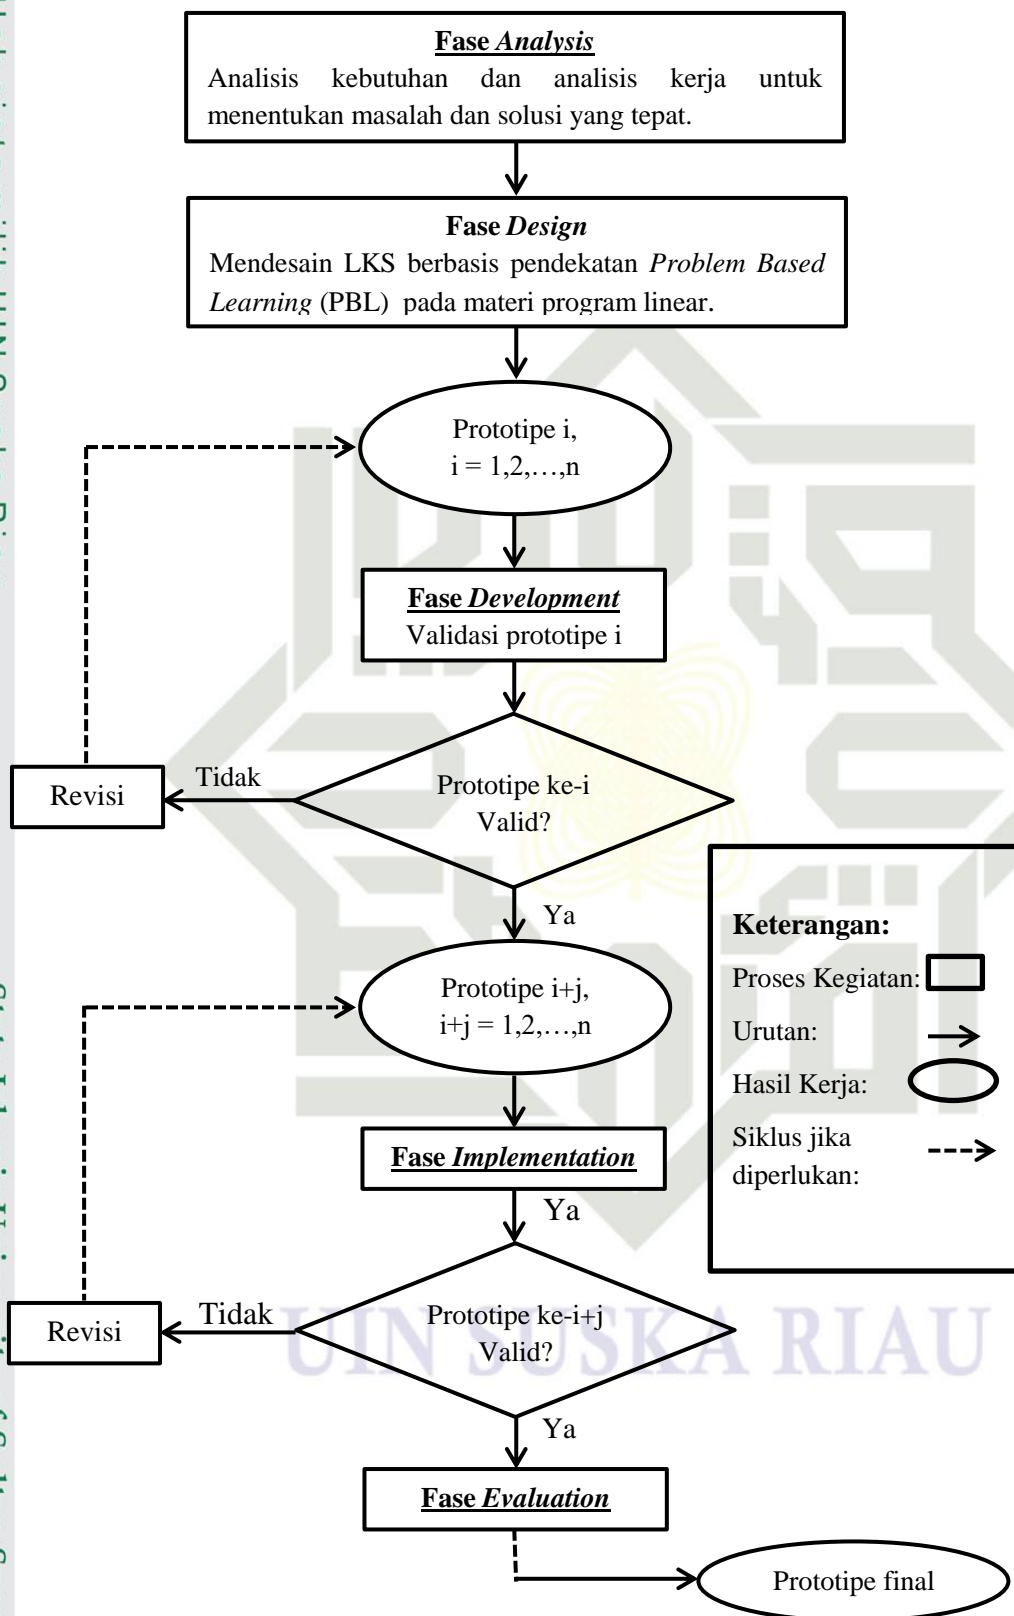 Fase Analysis
Analisis kebutuhan dan analisis kerja untuk
menentukan masalah dan solusi yang tepat.
Fase Design
Mendesain LKS berbasis pendekatan Problem Based
Learning (PBL) pada materi program linear.
Prototipe i,
i = 1,2,…,n
Fase Development
Validasi prototipe i
Prototipe ke-i
Valid?
Tidak
Revisi
Ya
Prototipe i+j,
i+j = 1,2,…,n
Keterangan:
Proses Kegiatan:
Urutan:
Hasil Kerja:
Siklus jika
diperlukan:
Fase Implementation
Ya
Prototipe ke-i+j
Valid?
Tidak
Revisi
UIN SUSKA RIAU
Ya
Fase Evaluation
Prototipe final